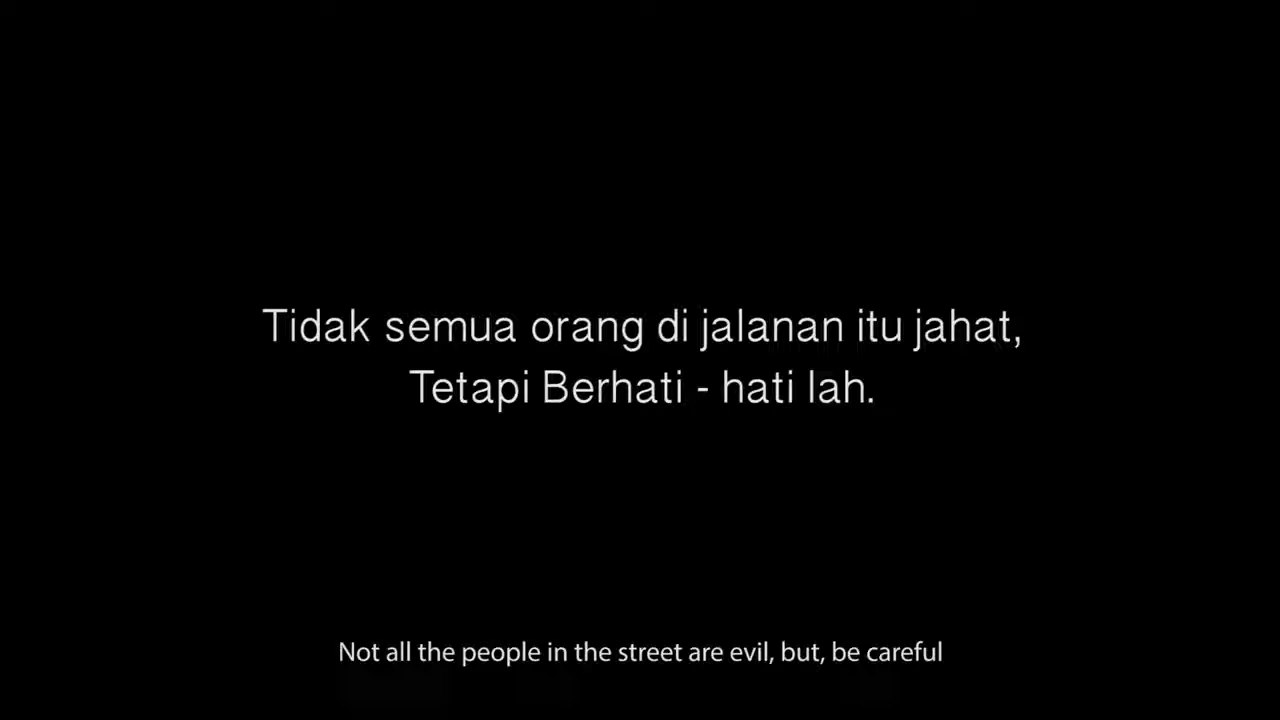 Tidak semua orang di jalanan itu jahat,
Tetapi Berhati - hati lah.
Not all the people in the street are evil, but, be careful